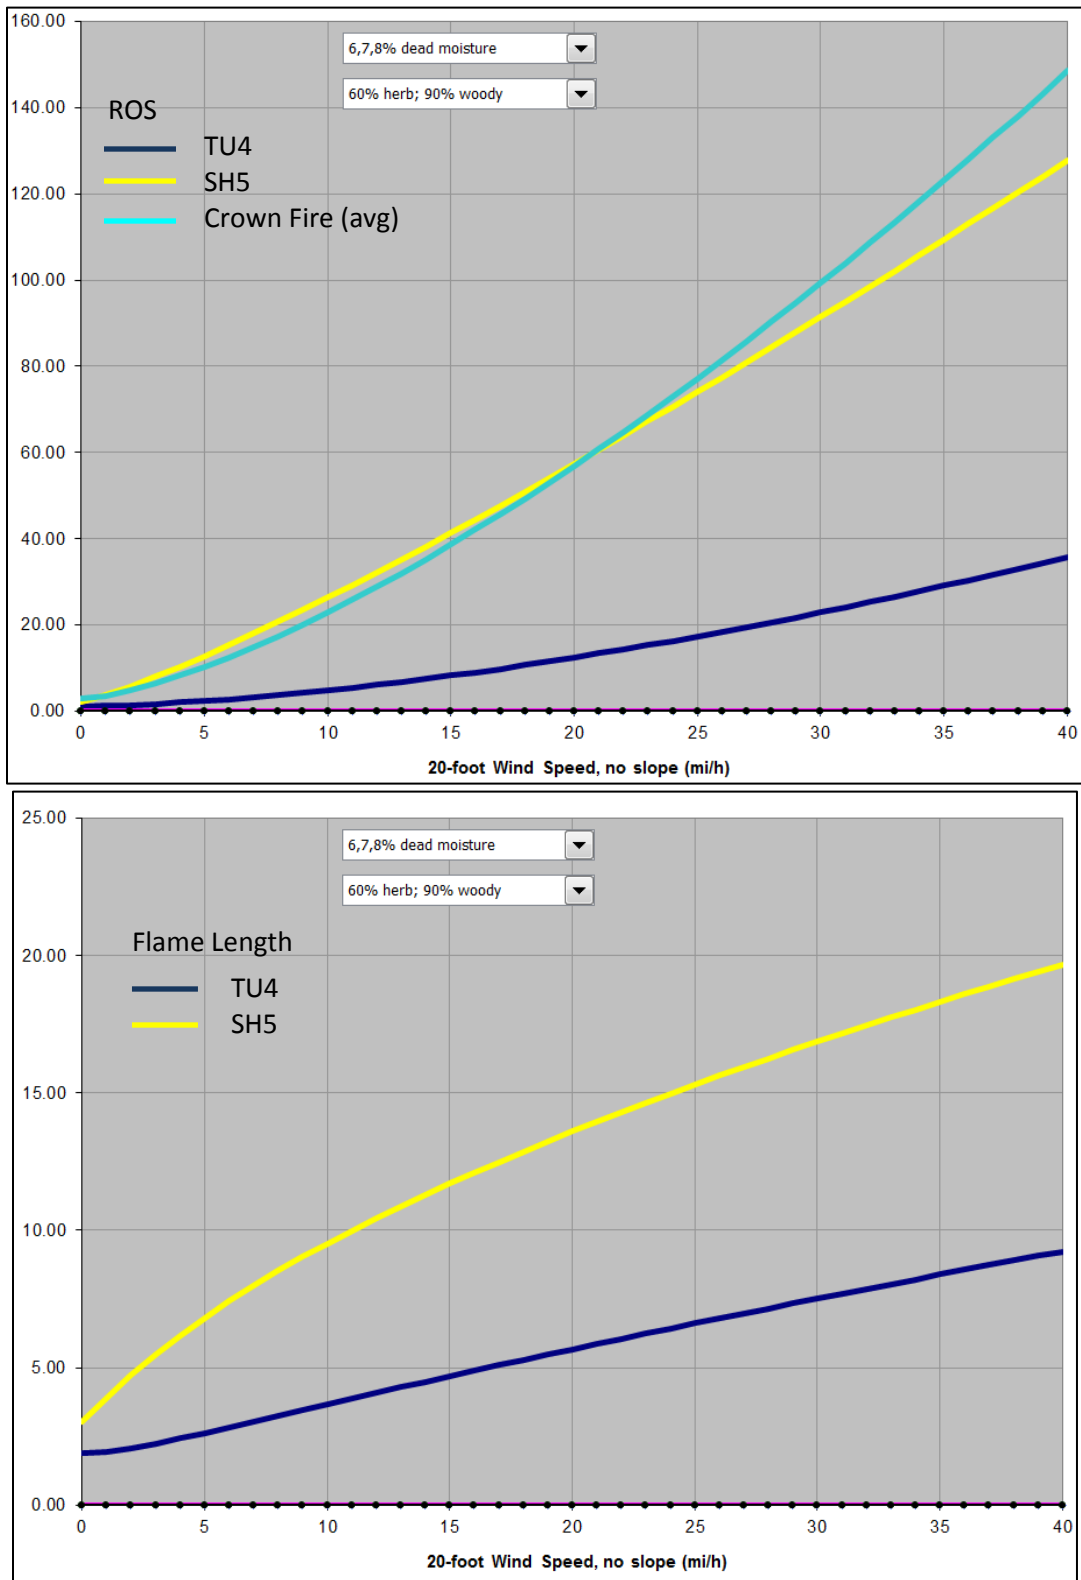 160.00
6,7,8% dead moisture
140.00
60% herb; 90% woody
ROS
TU4
120.00
SH5
Crown Fire (avg)
100.00
80.00
60.00
40.00
20.00
0.00
0 5 10 15 20 25 30 35 40
20-foot Wind Speed, no slope (mi/h)
25.00
6,7,8% dead moisture
60% herb; 90% woody
Flame Length
20.00
TU4
SH5
15.00
10.00
5.00
0.00
0 5 10 15 20 25 30 35 40
20-foot Wind Speed, no slope (mi/h)